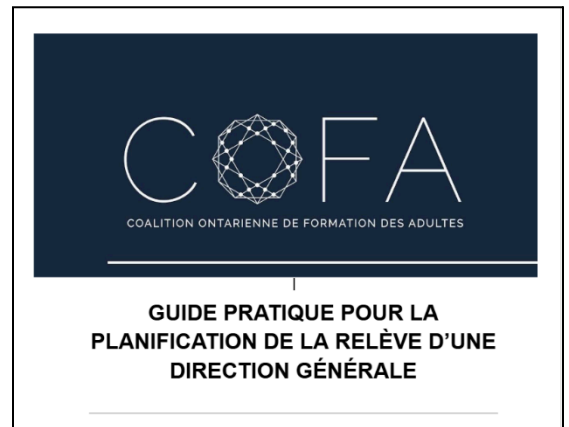 COFA
COALITION ONTARIENNE DE FORMATION DES ADULTES
GUIDE PRATIQUE POUR LA
PLANIFICATION DE LA RELÈVE D'UNE
DIRECTION GÉNÉRALE